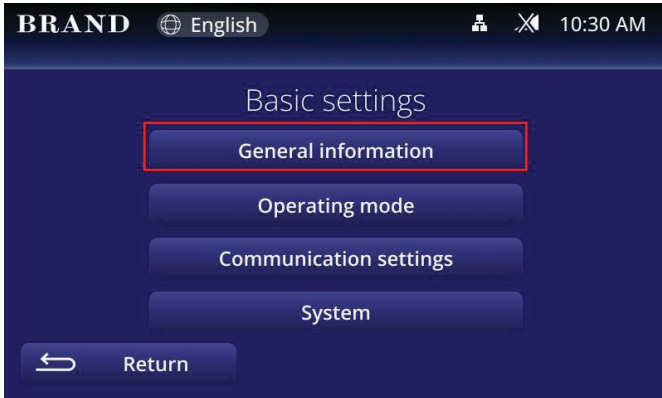 BRAND English 10:30 AM
Basic settings
General information
Operating mode
Communication settings
System
Return